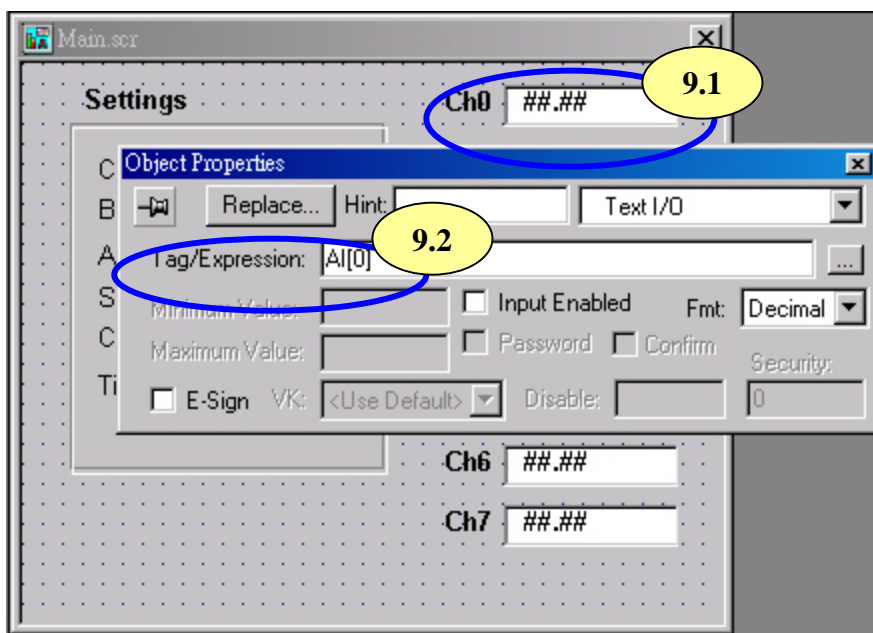 Main.scr
9.1
Settings
Ch0 ##.##
C
Object Properties
B
Replace... Hint: Text I/O
9.2
A
Tag/Expression: AI[0] ...
S
Minimum Value: Input Enabled Fmt: Decimal
C
Maximum Value: Password Confirm Security:
Ti
E-Sign VK: <Use Default> Disable: 0
Ch6 ##.##
Ch7 ##.##